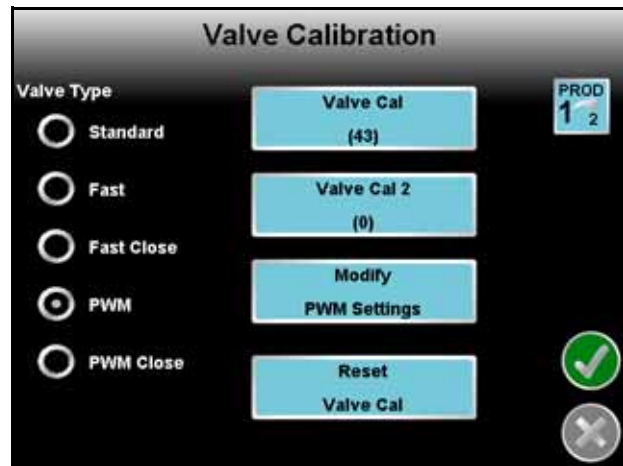 Valve Calibration
Valve Type
Standard
Fast
Fast Close
PWM
PWM Close
Valve Cal
(43)
Valve Cal 2
(0)
Modify
PWM Settings
Reset
Valve Cal
PROD
1 2